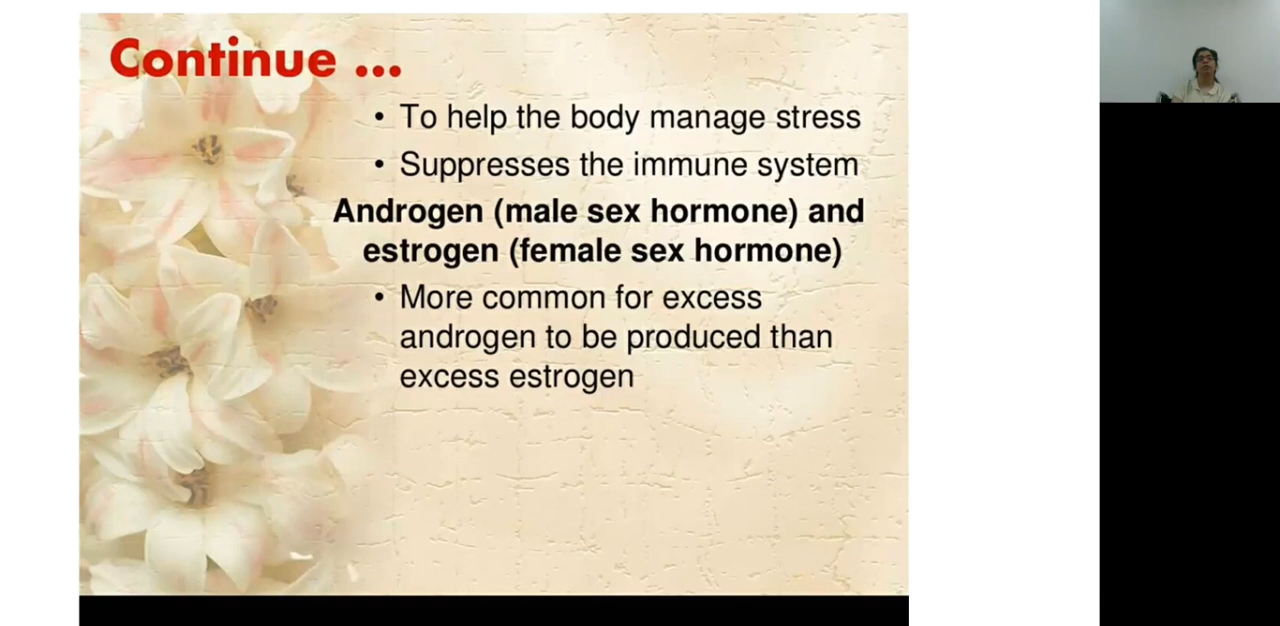 Continue ...
• To help the body manage stress
• Suppresses the immune system
Androgen (male sex hormone) and
estrogen (female sex hormone)
• More common for excess
androgen to be produced than
excess estrogen